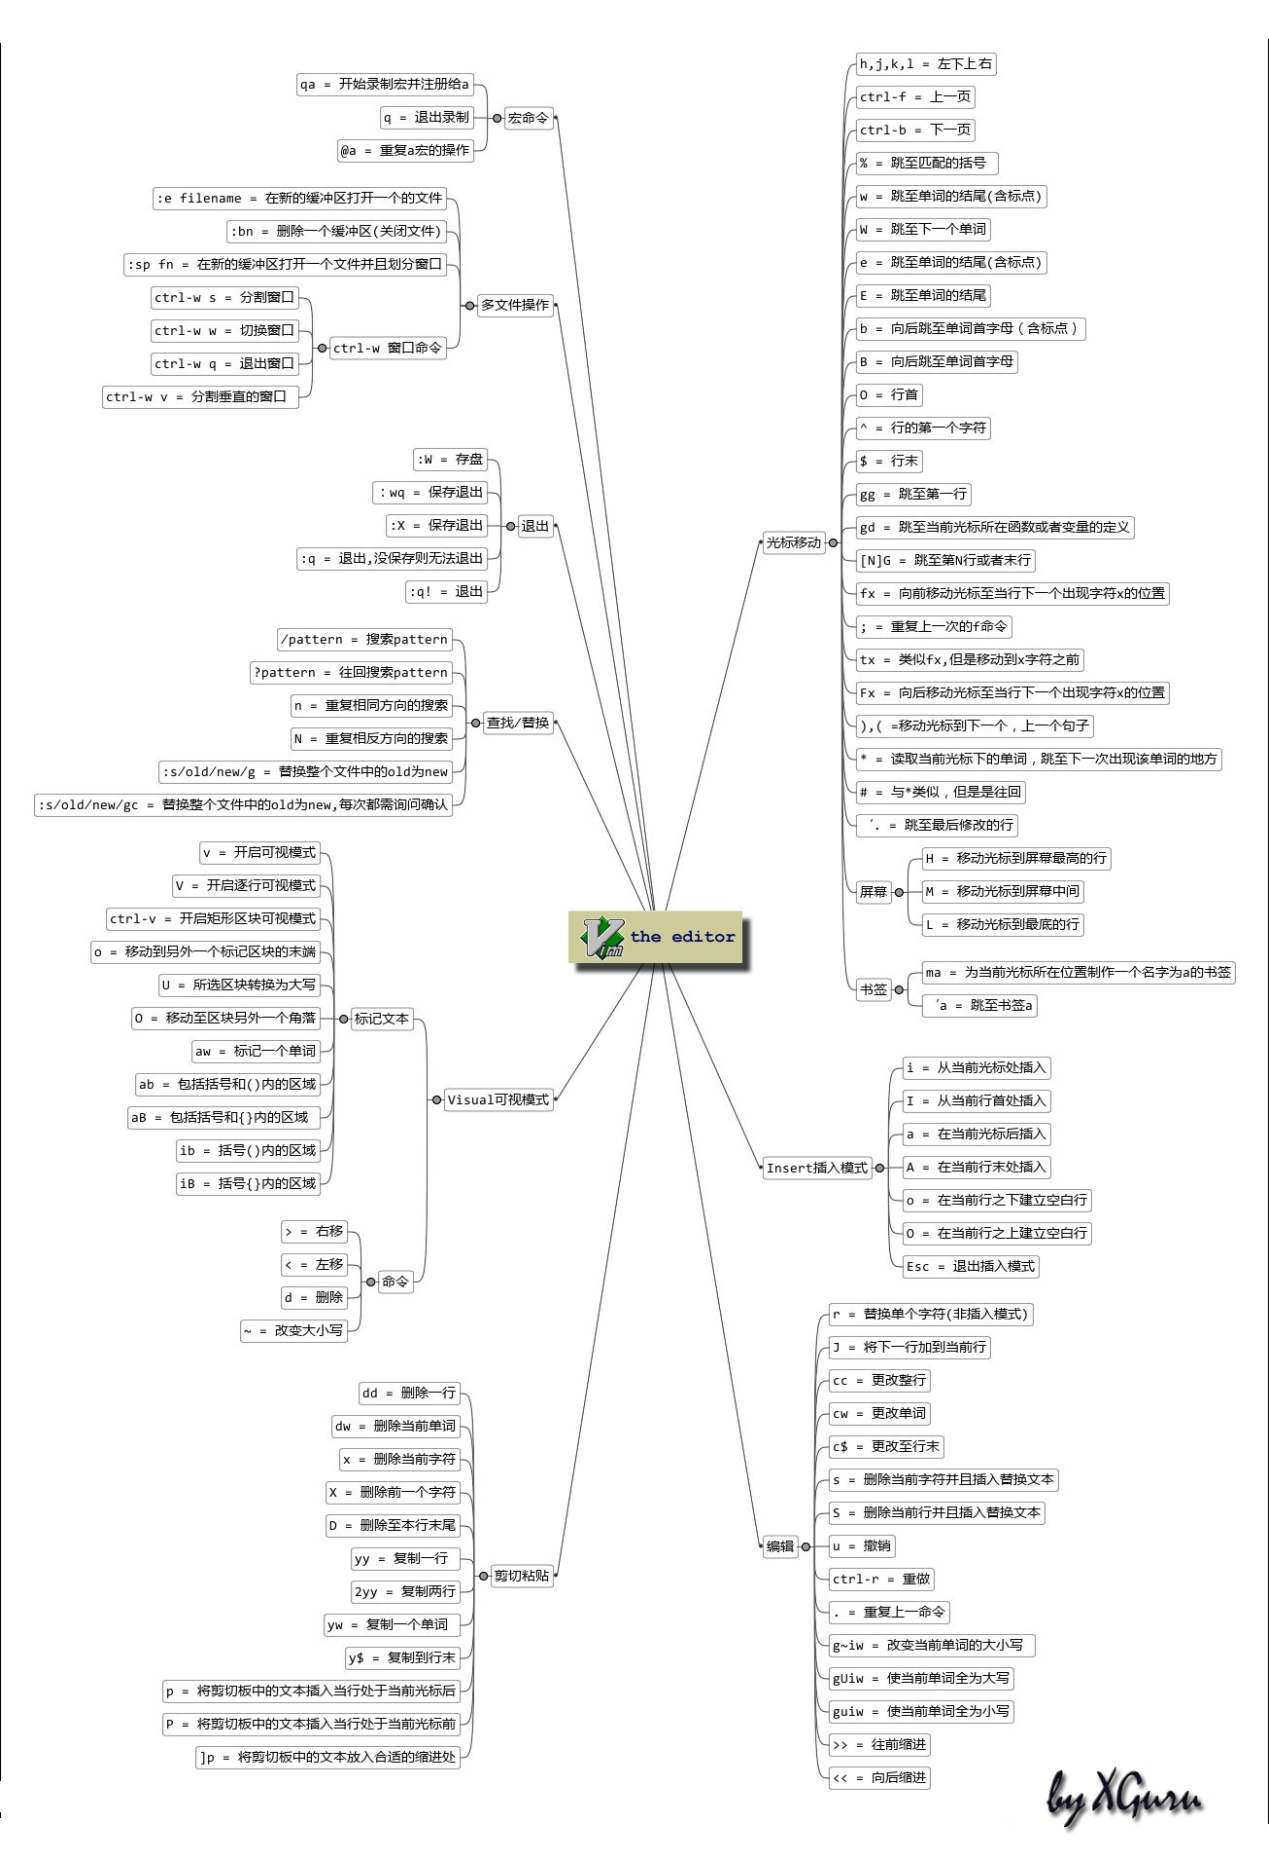 qa = 开始录制宏并注册给a
q = 退出录制
@a = 重复a宏的操作
宏命令
:e filename = 在新的缓冲区打开一个的文件
:bn = 删除一个缓冲区(关闭文件)
:sp fn = 在新的缓冲区打开一个文件并且划分窗口
ctrl-w s = 分割窗口
ctrl-w w = 切换窗口
ctrl-w q = 退出窗口
ctrl-w v = 分割垂直的窗口
ctrl-w 窗口命令
多文件操作
:W = 存盘
：wq = 保存退出
:X = 保存退出
:q = 退出,没保存则无法退出
:q! = 退出
退出
/pattern = 搜索pattern
?pattern = 往回搜索pattern
n = 重复相同方向的搜索
N = 重复相反方向的搜索
:s/old/new/g = 替换整个文件中的old为new
:s/old/new/gc = 替换整个文件中的old为new,每次都需询问确认
查找/替换
v = 开启可视模式
V = 开启逐行可视模式
ctrl-v = 开启矩形区块可视模式
o = 移动到另外一个标记区块的末端
U = 所选区块转换为大写
O = 移动至区块另外一个角落
aw = 标记一个单词
ab = 包括括号和()内的区域
aB = 包括括号和{}内的区域
ib = 括号()内的区域
iB = 括号{}内的区域
标记文本
> = 右移
< = 左移
d = 删除
~ = 改变大小写
命令
Visual可视模式
dd = 删除一行
dw = 删除当前单词
x = 删除当前字符
X = 删除前一个字符
D = 删除至本行末尾
yy = 复制一行
2yy = 复制两行
yw = 复制一个单词
y$ = 复制到行末
p = 将剪切板中的文本插入当行处于当前光标后
P = 将剪切板中的文本插入当行处于当前光标前
]p = 将剪切板中的文本放入合适的缩进处
剪切粘贴
Vim the editor
光标移动
h,j,k,l = 左下上右
ctrl-f = 上一页
ctrl-b = 下一页
% = 跳至匹配的括号
w = 跳至单词的结尾(含标点)
W = 跳至下一个单词
e = 跳至单词的结尾(含标点)
E = 跳至单词的结尾
b = 向后跳至单词首字母（含标点）
B = 向后跳至单词首字母
O = 行首
^ = 行的第一个字符
$ = 行末
gg = 跳至第一行
gd = 跳至当前光标所在函数或者变量的定义
[N]G = 跳至第N行或者末行
fx = 向前移动光标至当行下一个出现字符x的位置
; = 重复上一次的f命令
tx = 类似fx,但是移动到x字符之前
Fx = 向后移动光标至当行下一个出现字符x的位置
),( =移动光标到下一个，上一个句子
* = 读取当前光标下的单词，跳至下一次出现该单词的地方
# = 与*类似，但是是往回
´. = 跳至最后修改的行
屏幕
H = 移动光标到屏幕最高的行
M = 移动光标到屏幕中间
L = 移动光标到最底的行
书签
ma = 为当前光标所在位置制作一个名字为a的书签
´a = 跳至书签a
Insert插入模式
i = 从当前光标处插入
I = 从当前行首处插入
a = 在当前光标后插入
A = 在当前行末处插入
o = 在当前行之下建立空白行
O = 在当前行之上建立空白行
Esc = 退出插入模式
编辑
r = 替换单个字符(非插入模式)
J = 将下一行加到当前行
cc = 更改整行
cw = 更改单词
c$ = 更改至行末
s = 删除当前字符并且插入替换文本
S = 删除当前行并且插入替换文本
u = 撤销
ctrl-r = 重做
. = 重复上一命令
g~iw = 改变当前单词的大小写
gUiw = 使当前单词全为大写
guiw = 使当前单词全为小写
>> = 往前缩进
<< = 向后缩进
by XGuru